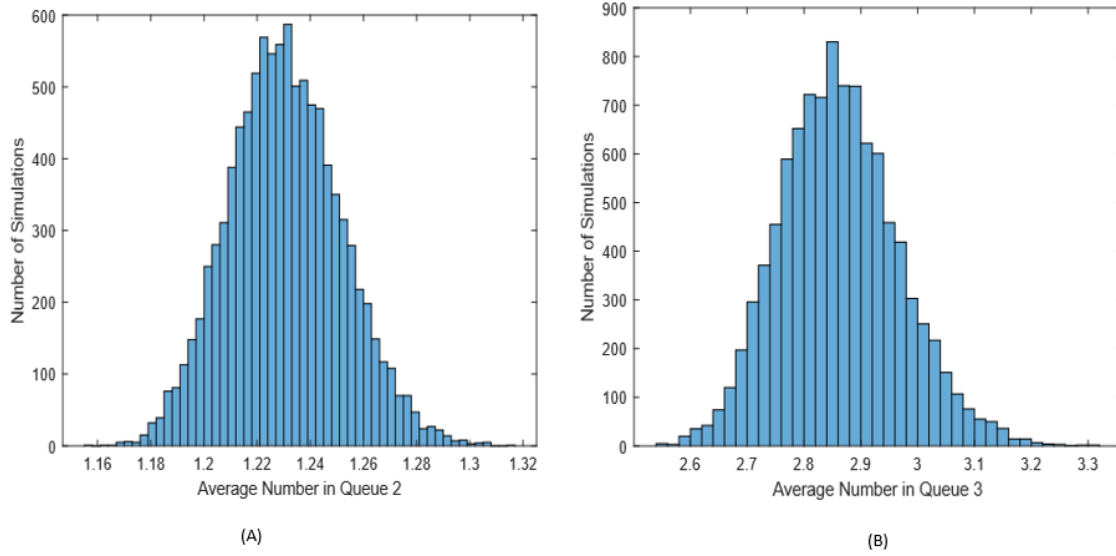 600
500
400
300
200
100
0
Number of Simulations
1.16 1.18 1.2 1.22 1.24 1.26 1.28 1.3 1.32
Average Number in Queue 2
(A)
900
800
700
600
500
400
300
200
100
0
Number of Simulations
2.6 2.7 2.8 2.9 3 3.1 3.2 3.3
Average Number in Queue 3
(B)